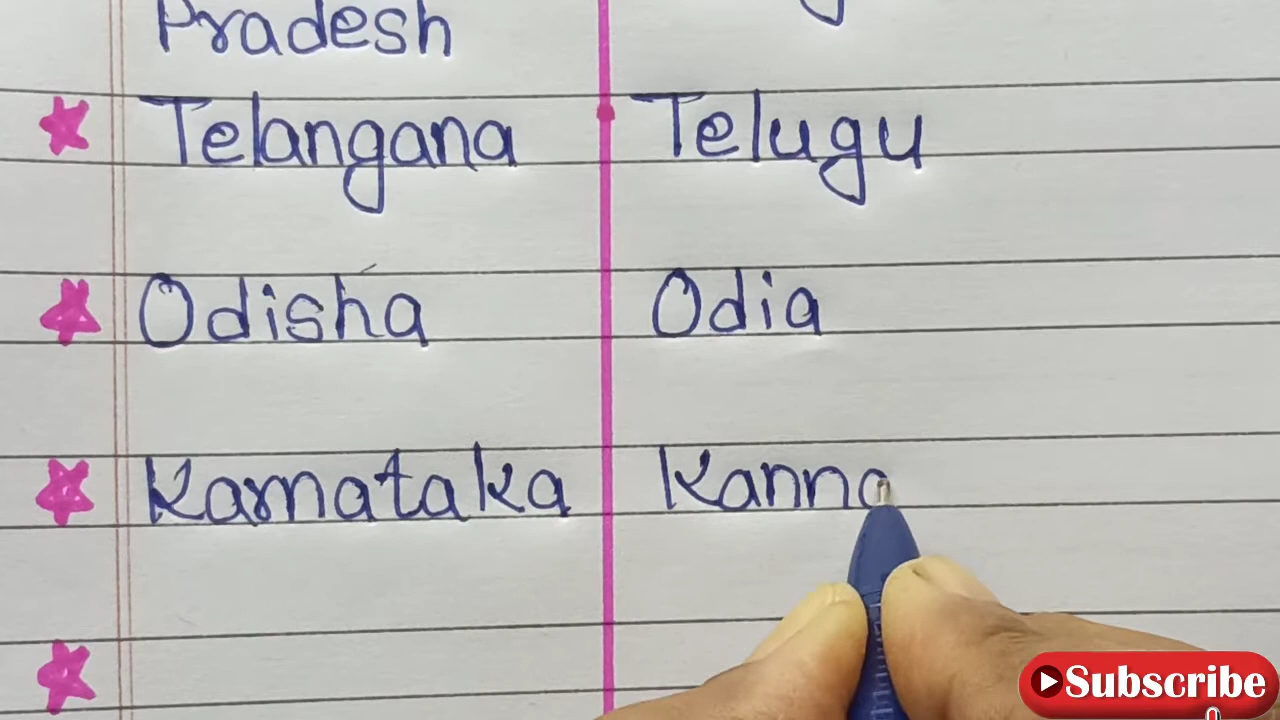 Pradesh
Telangana Telugu
Odisha Odia
Karnataka Kanna
Subscribe